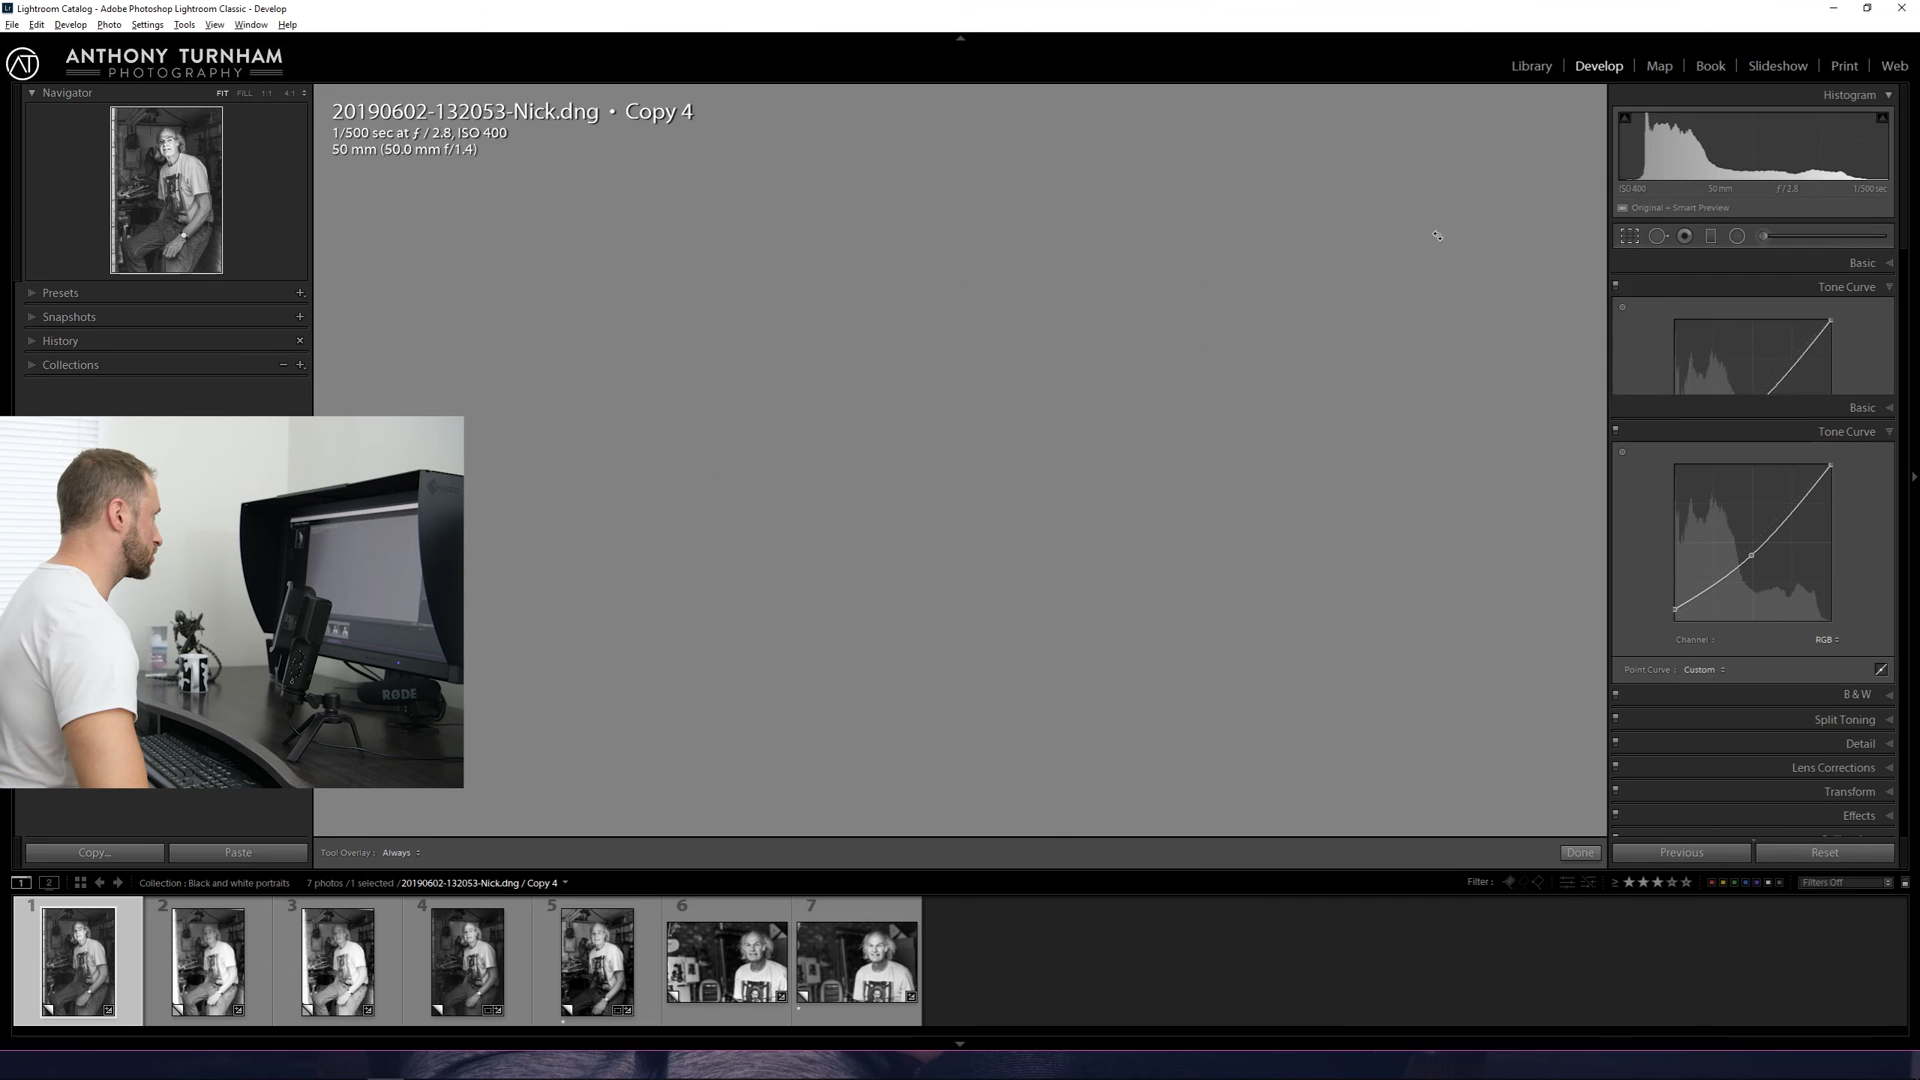 Lightroom Catalog - Adobe Photoshop Lightroom Classic - Develop
File Edit Develop Photo Settings Tools View Window Help
AT
ANTHONY TURNHAM
PHOTOGRAPHY
Library | Develop | Map | Book | Slideshow | Print | Web
Navigator FIT FILL 1:1 4:1
Histogram
20190602-132053-Nick.dng • Copy 4
1/500 sec at ƒ / 2.8, ISO 400
50 mm (50.0 mm f/1.4)
ISO 400 50 mm ƒ / 2.8 1/500 sec
Original + Smart Preview
Basic
Tone Curve
Presets
Snapshots
History
Collections
Basic
Tone Curve
Channel : RGB
Point Curve : Custom
B & W
Split Toning
Detail
Lens Corrections
Transform
Effects
RØDE
Copy... Paste
Tool Overlay : Always
Done
Previous Reset
1 2 Collection : Black and white portraits 7 photos / 1 selected / 20190602-132053-Nick.dng / Copy 4
Filter : ≥ ★★★☆☆ Filters Off
1 2 3 4 5 6 7